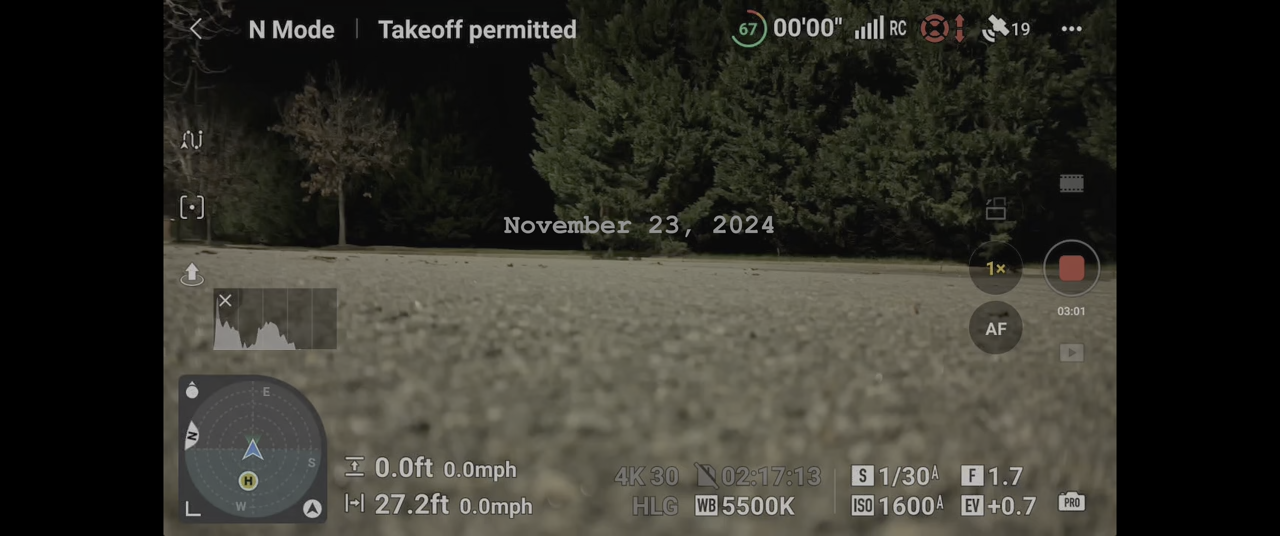 N Mode | Takeoff permitted 67 00'00" RC 19
November 23, 2024
1×
AF
03:01
E
N
S
H
W
0.0ft 0.0mph
27.2ft 0.0mph
4K 30 02:17:13
HLG WB 5500K
S 1/30A F 1.7
ISO 1600A EV +0.7
PRO